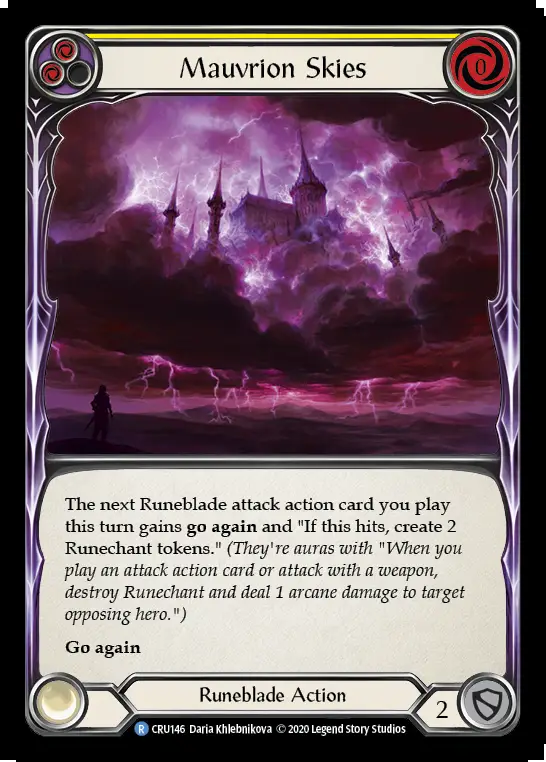 Mauvrion Skies
0
The next Runeblade attack action card you play
this turn gains go again and "If this hits, create 2
Runechant tokens." (They're auras with "When you
play an attack action card or attack with a weapon,
destroy Runechant and deal 1 arcane damage to target
opposing hero.")
Go again
Runeblade Action
2
R CRU146 Daria Khlebnikova © 2020 Legend Story Studios